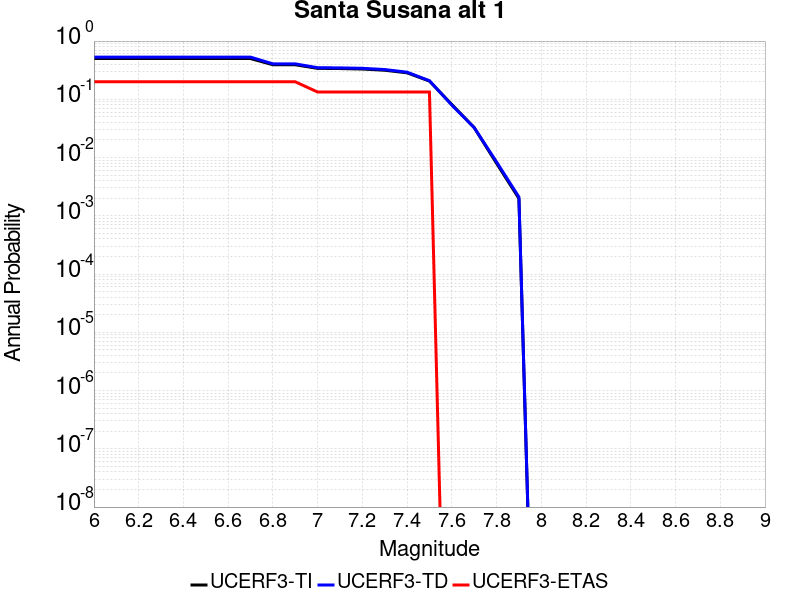 Santa Susana alt 1
10^0
10^-1
10^-2
10^-3
10^-4
10^-5
10^-6
10^-7
10^-8
Annual Probability
6 6.2 6.4 6.6 6.8 7 7.2 7.4 7.6 7.8 8 8.2 8.4 8.6 8.8 9
Magnitude
UCERF3-TI UCERF3-TD UCERF3-ETAS